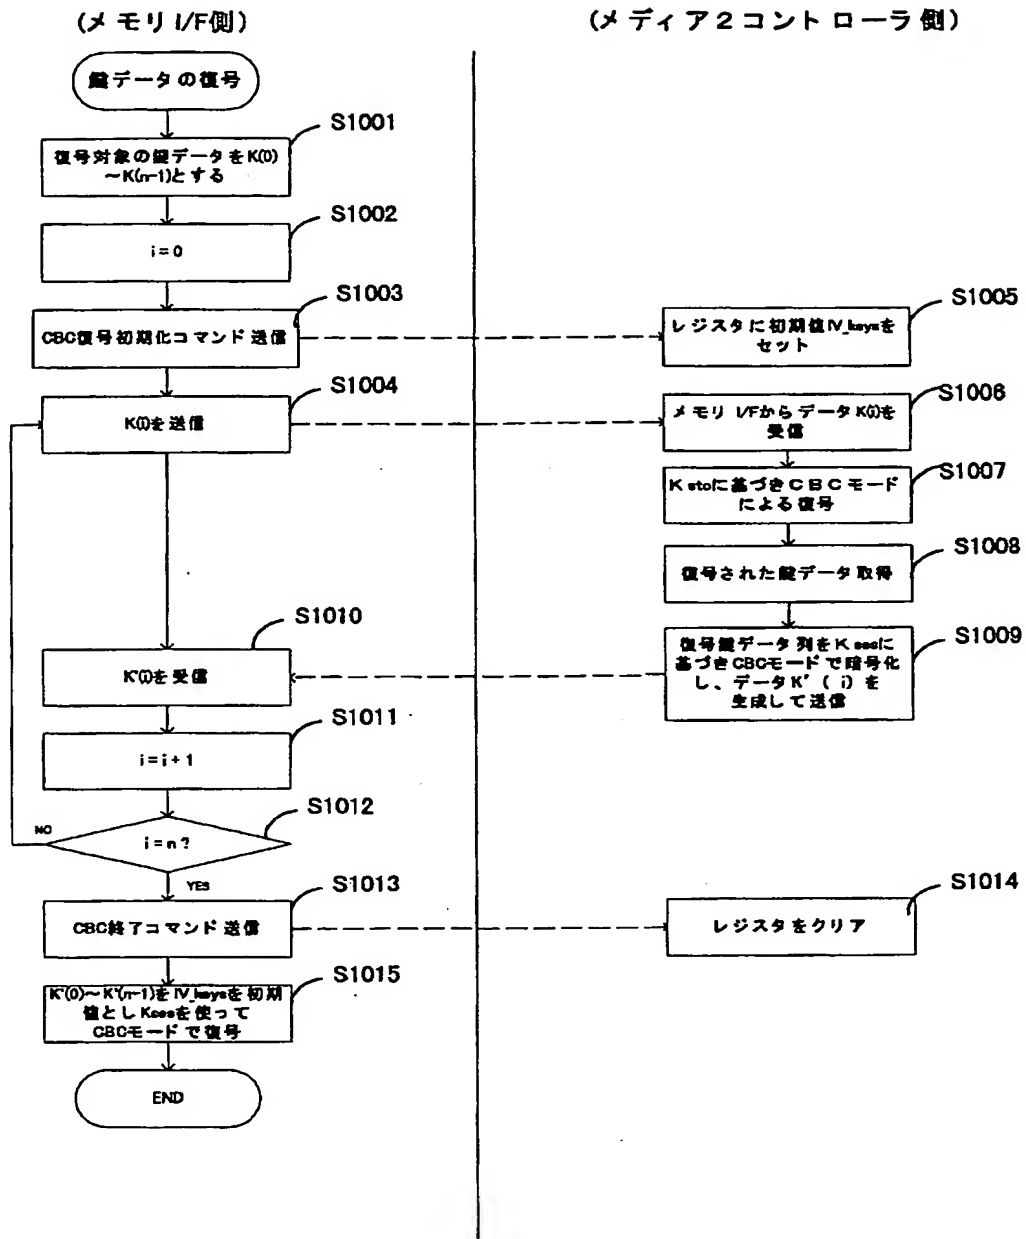 (メモリI/F側)
(メディア2コントローラ側)
鍵データの復号
S1001
復号対象の鍵データをK(0)
~K(n-1)とする
S1002
i = 0
S1003
CBC復号初期化コマンド送信
S1005
レジスタに初期値IV_keysを
セット
S1004
K(i)を送信
S1006
メモリI/FからデータK(i)を
受信
S1007
Kstoに基づきCBCモード
による復号
S1008
復号された鍵データ取得
S1009
復号鍵データ列をKsesに
基づきCBCモードで暗号化
し、データK'(i)を
生成して送信
S1010
K'(i)を受信
S1011
i = i + 1
S1012
i = n ?
NO
YES
S1013
CBC終了コマンド送信
S1014
レジスタをクリア
S1015
K'(0)~K'(n-1)をIV_keysを初期
値としKsesを使って
CBCモードで復号
END